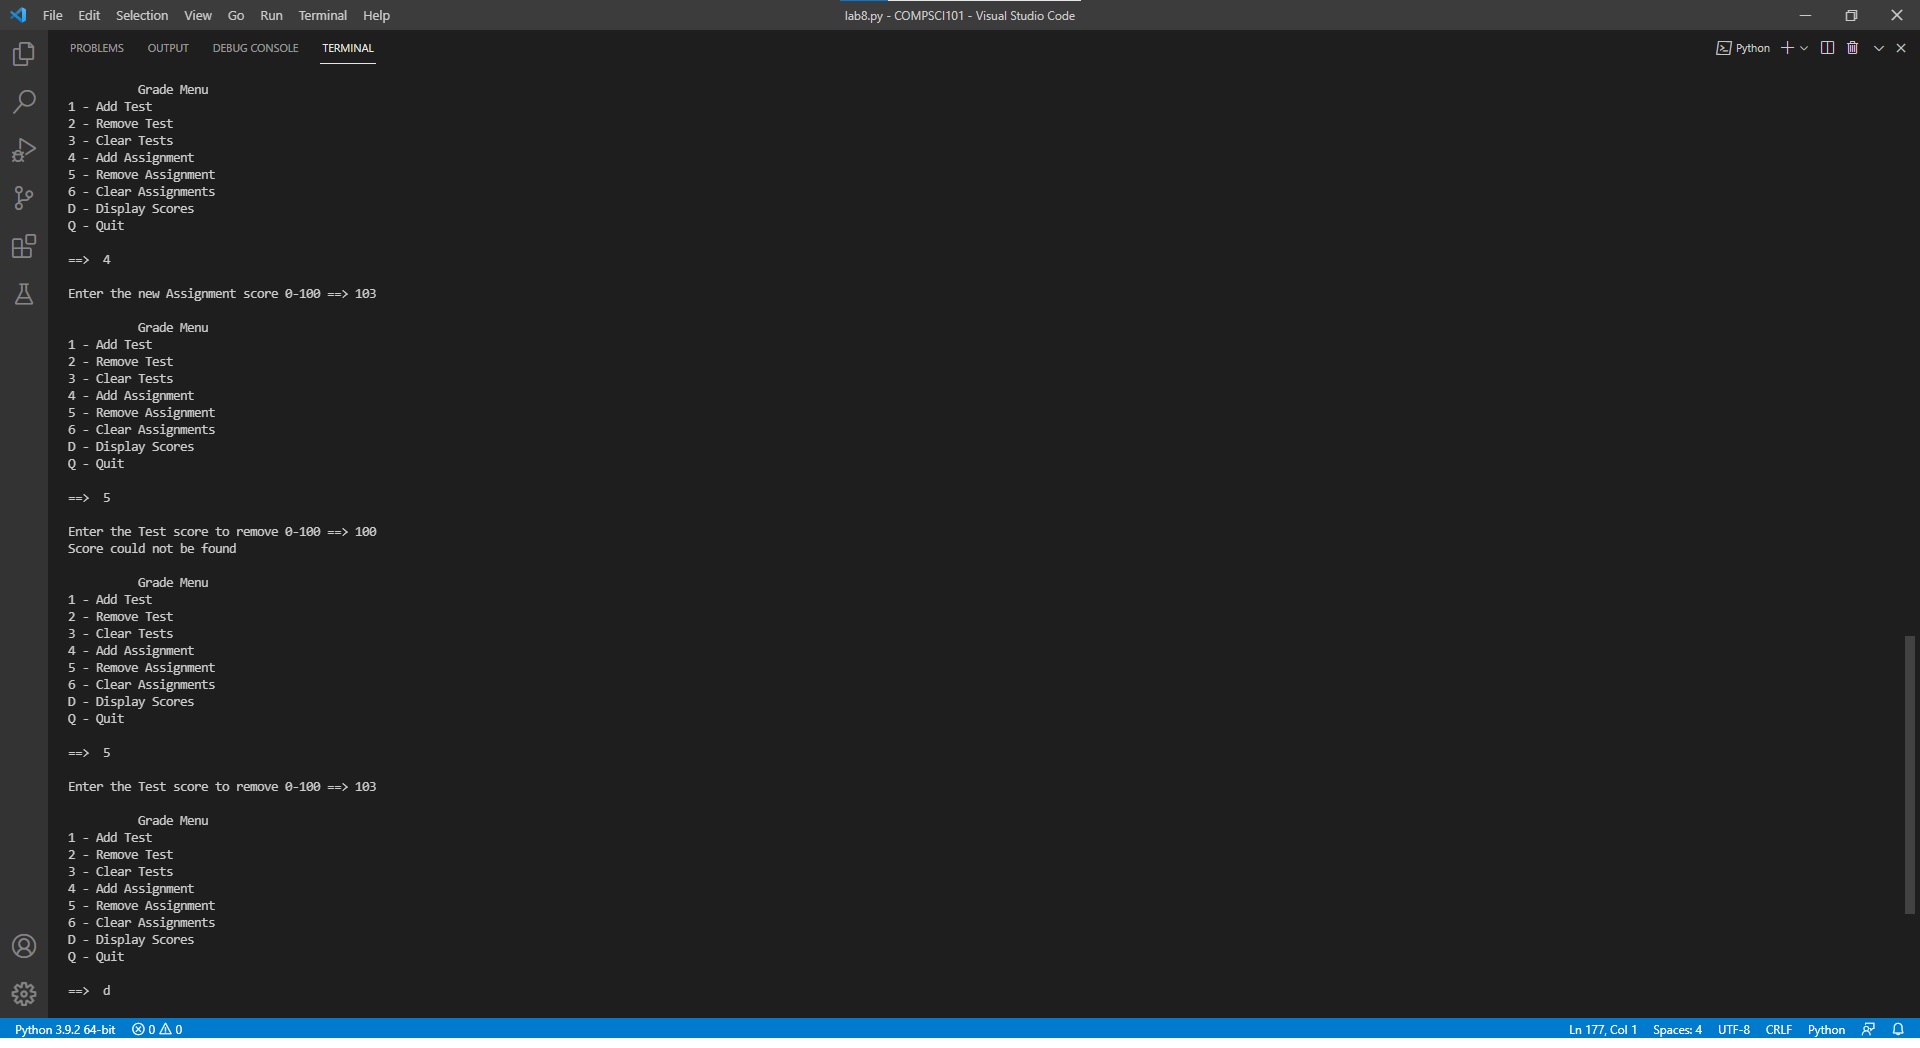 File Edit Selection View Go Run Terminal Help lab8.py - COMPSCI101 - Visual Studio Code
PROBLEMS OUTPUT DEBUG CONSOLE TERMINAL Python
Grade Menu
1 - Add Test
2 - Remove Test
3 - Clear Tests
4 - Add Assignment
5 - Remove Assignment
6 - Clear Assignments
D - Display Scores
Q - Quit
==> 4
Enter the new Assignment score 0-100 ==> 103
Grade Menu
1 - Add Test
2 - Remove Test
3 - Clear Tests
4 - Add Assignment
5 - Remove Assignment
6 - Clear Assignments
D - Display Scores
Q - Quit
==> 5
Enter the Test score to remove 0-100 ==> 100
Score could not be found
Grade Menu
1 - Add Test
2 - Remove Test
3 - Clear Tests
4 - Add Assignment
5 - Remove Assignment
6 - Clear Assignments
D - Display Scores
Q - Quit
==> 5
Enter the Test score to remove 0-100 ==> 103
Grade Menu
1 - Add Test
2 - Remove Test
3 - Clear Tests
4 - Add Assignment
5 - Remove Assignment
6 - Clear Assignments
D - Display Scores
Q - Quit
==> d
Python 3.9.2 64-bit 0 0 Ln 177, Col 1 Spaces: 4 UTF-8 CRLF Python